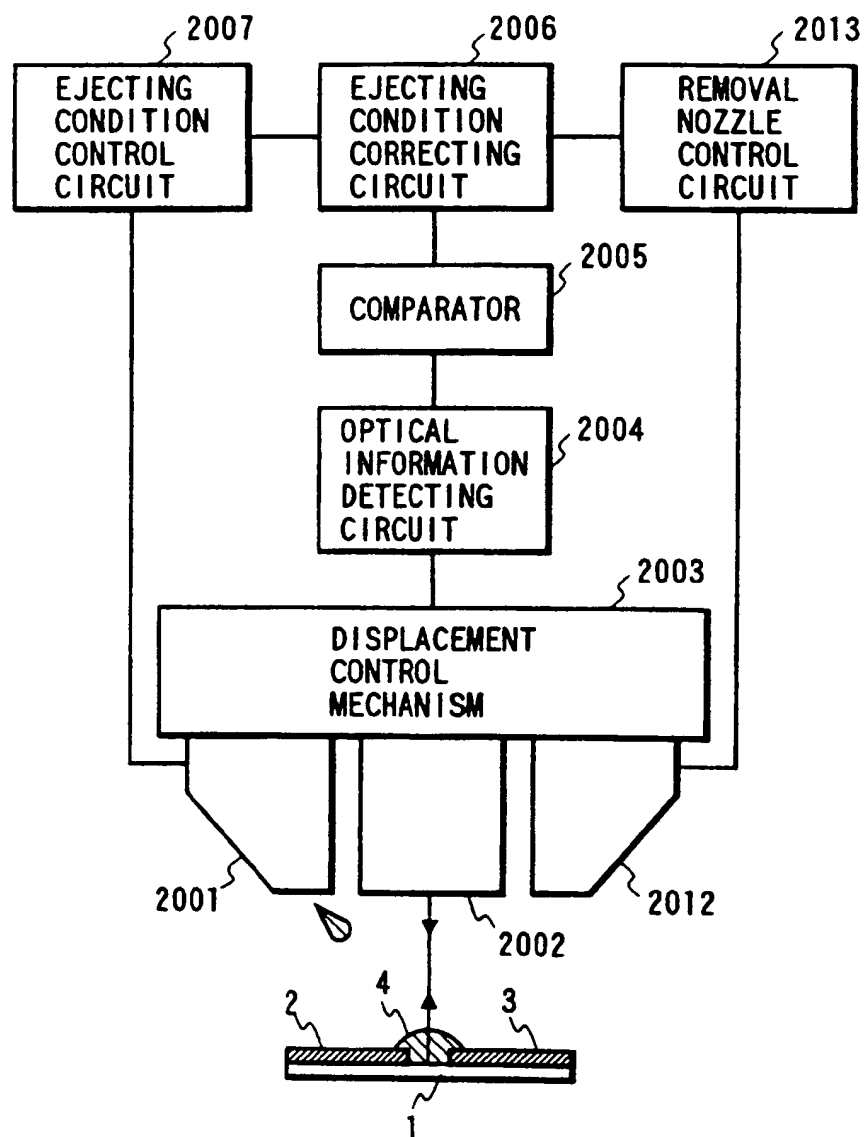 2007
2006
2013
EJECTING
CONDITION
CONTROL
CIRCUIT
EJECTING
CONDITION
CORRECTING
CIRCUIT
REMOVAL
NOZZLE
CONTROL
CIRCUIT
2005
COMPARATOR
2004
OPTICAL
INFORMATION
DETECTING
CIRCUIT
2003
DISPLACEMENT
CONTROL
MECHANISM
2001
2002
2012
4
2
3
1